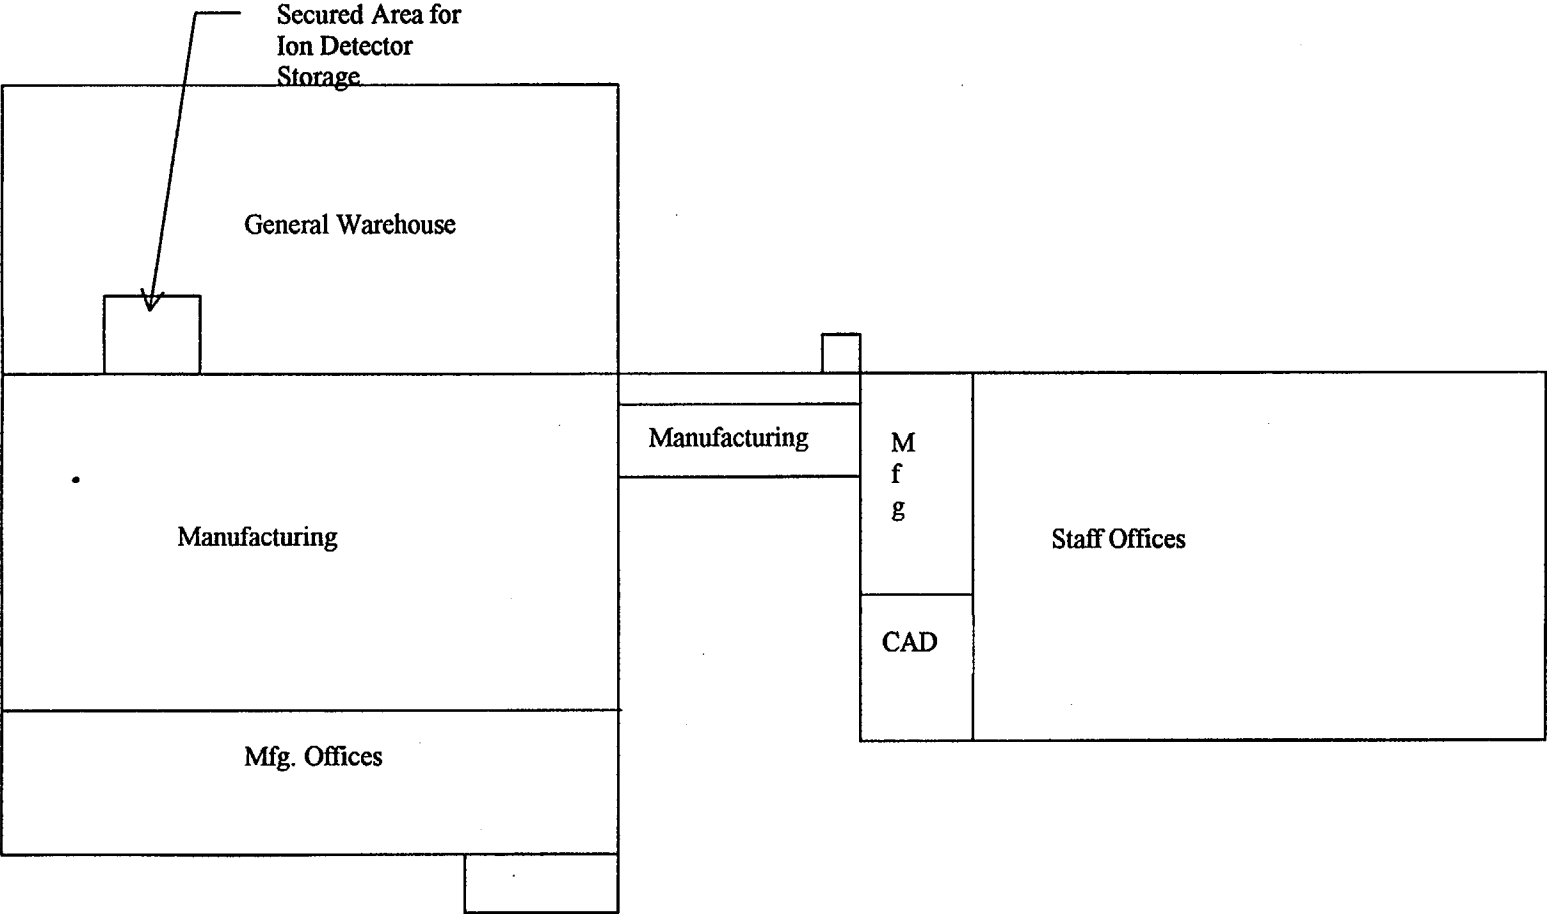 Secured Area for
Ion Detector
Storage
General Warehouse
Manufacturing
M
f
g
Manufacturing
Staff Offices
CAD
Mfg. Offices